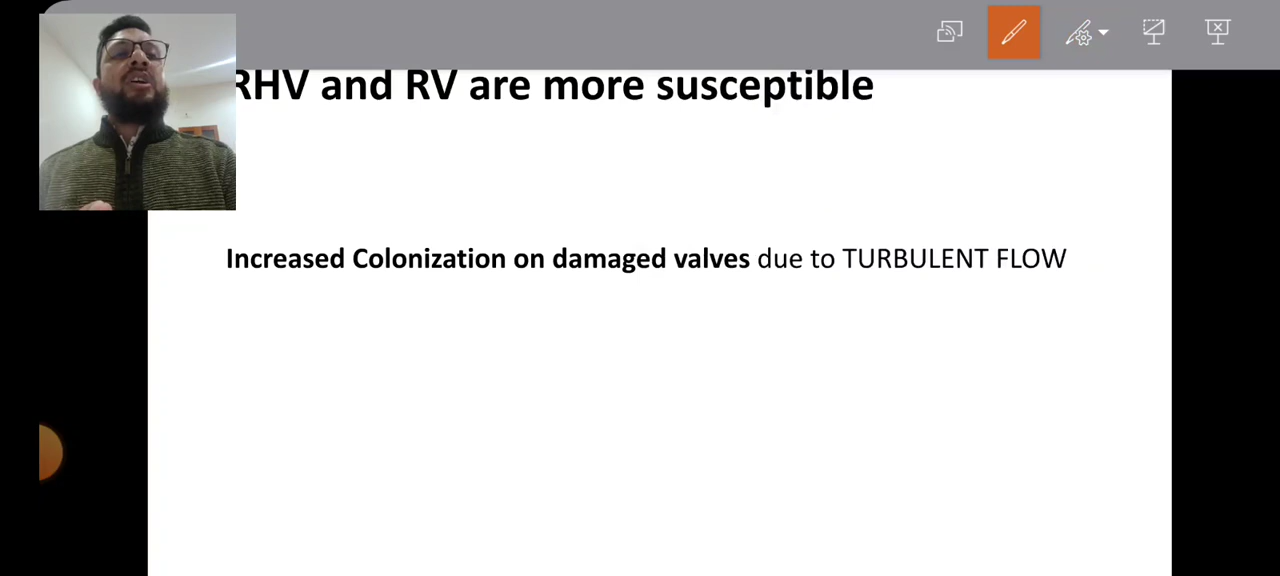 RHV and RV are more susceptible
Increased Colonization on damaged valves due to TURBULENT FLOW